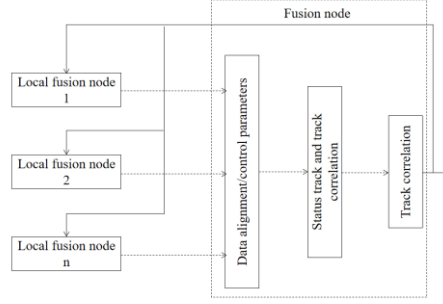 Fusion node
Local fusion node
1
Local fusion node
2
Local fusion node
n
Data alignment/control parameters
Status track and track
correlation
Track correlation